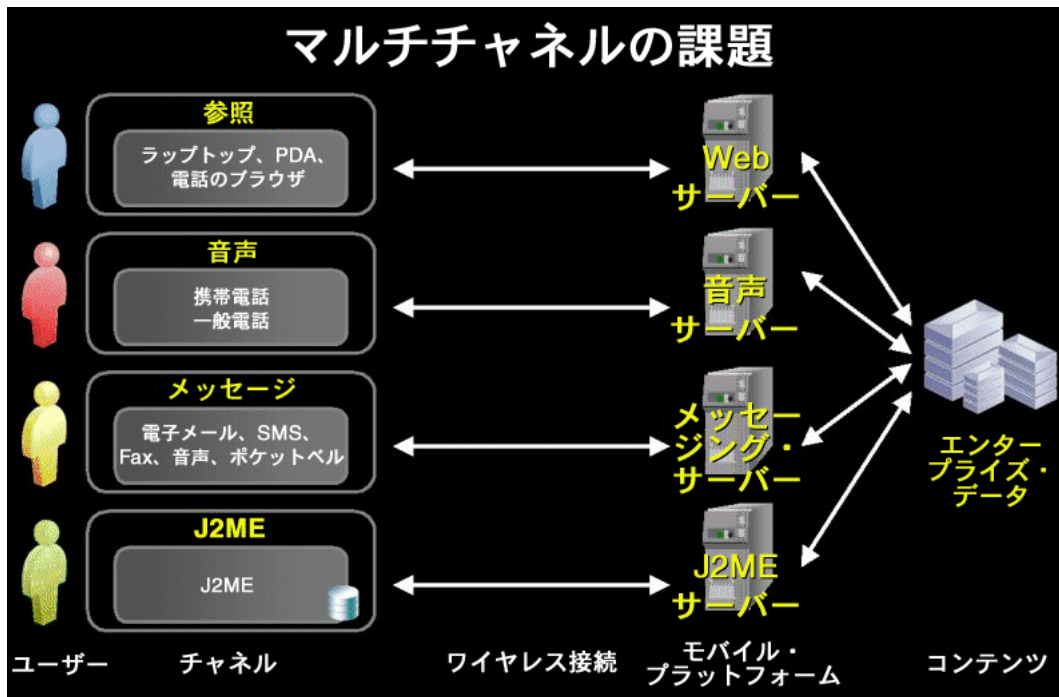 マルチチャネルの課題
参照
ラップトップ、PDA、
電話のブラウザ
Web
サーバー
音声
携帯電話
一般電話
音声
サーバー
メッセージ
電子メール、SMS、
Fax、音声、ポケットベル
メッセー
ジング・
サーバー
エンター
プライズ・
データ
J2ME
J2ME
J2ME
サーバー
ユーザー
チャネル
ワイヤレス接続
モバイル・
プラットフォーム
コンテンツ